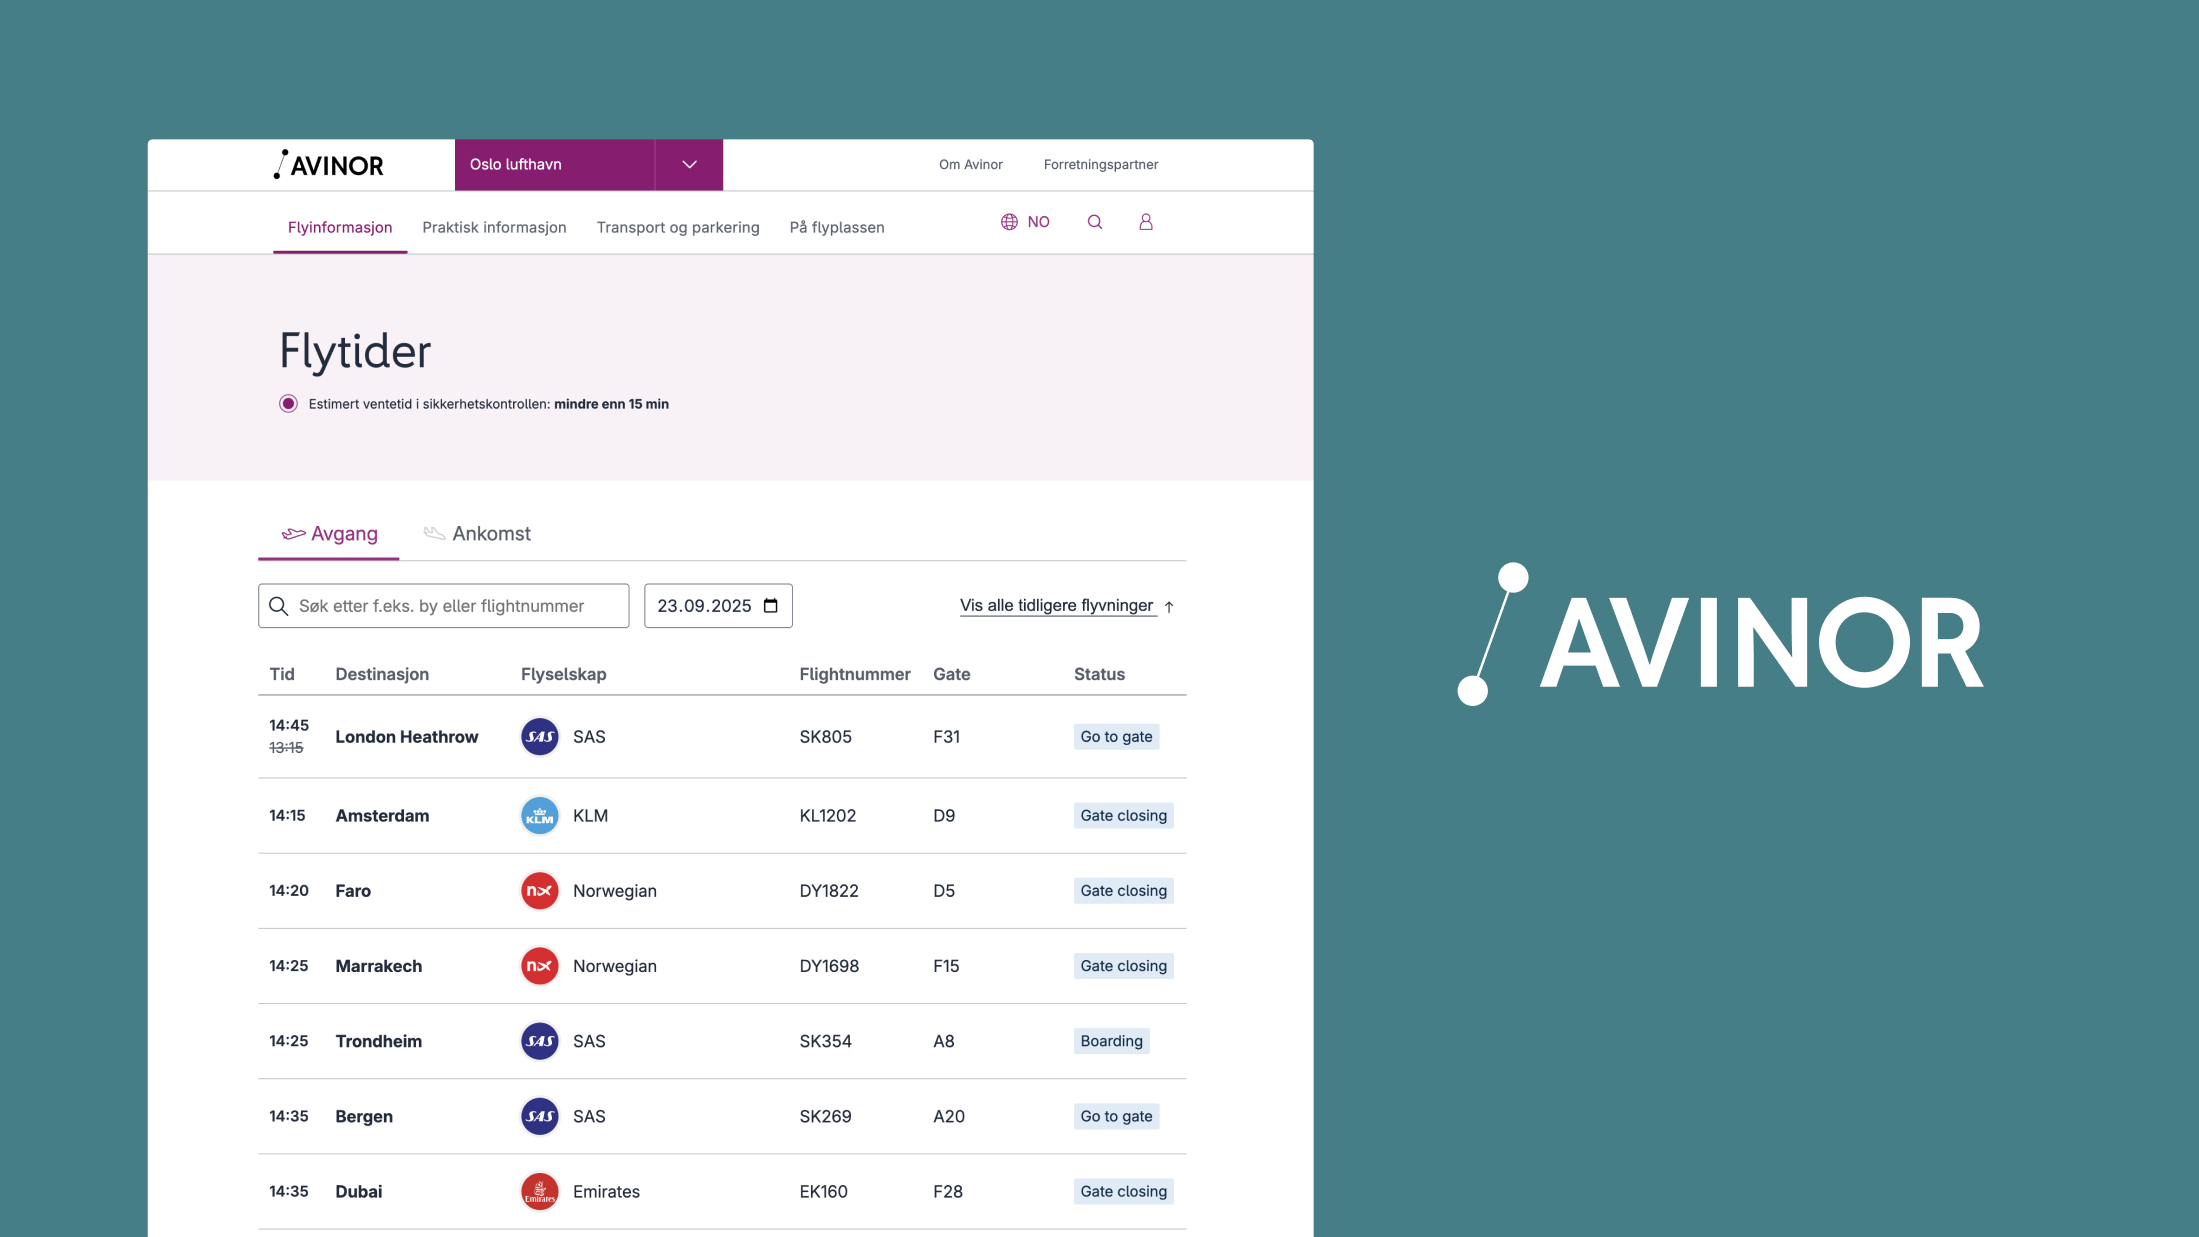 AVINOR
Oslo lufthavn
Om Avinor
Forretningspartner
Flyinformasjon
Praktisk informasjon
Transport og parkering
På flyplassen
NO
Flytider
Estimert ventetid i sikkerhetskontrollen: mindre enn 15 min
Avgang
Ankomst
Søk etter f.eks. by eller flightnummer
23.09.2025
Vis alle tidligere flyvninger ↑
Tid Destinasjon Flyselskap Flightnummer Gate Status
14:45
13:15
London Heathrow SAS SAS SK805 F31 Go to gate
14:15 Amsterdam KLM KLM KL1202 D9 Gate closing
14:20 Faro nx Norwegian DY1822 D5 Gate closing
14:25 Marrakech nx Norwegian DY1698 F15 Gate closing
14:25 Trondheim SAS SAS SK354 A8 Boarding
14:35 Bergen SAS SAS SK269 A20 Go to gate
14:35 Dubai Emirates Emirates EK160 F28 Gate closing
AVINOR